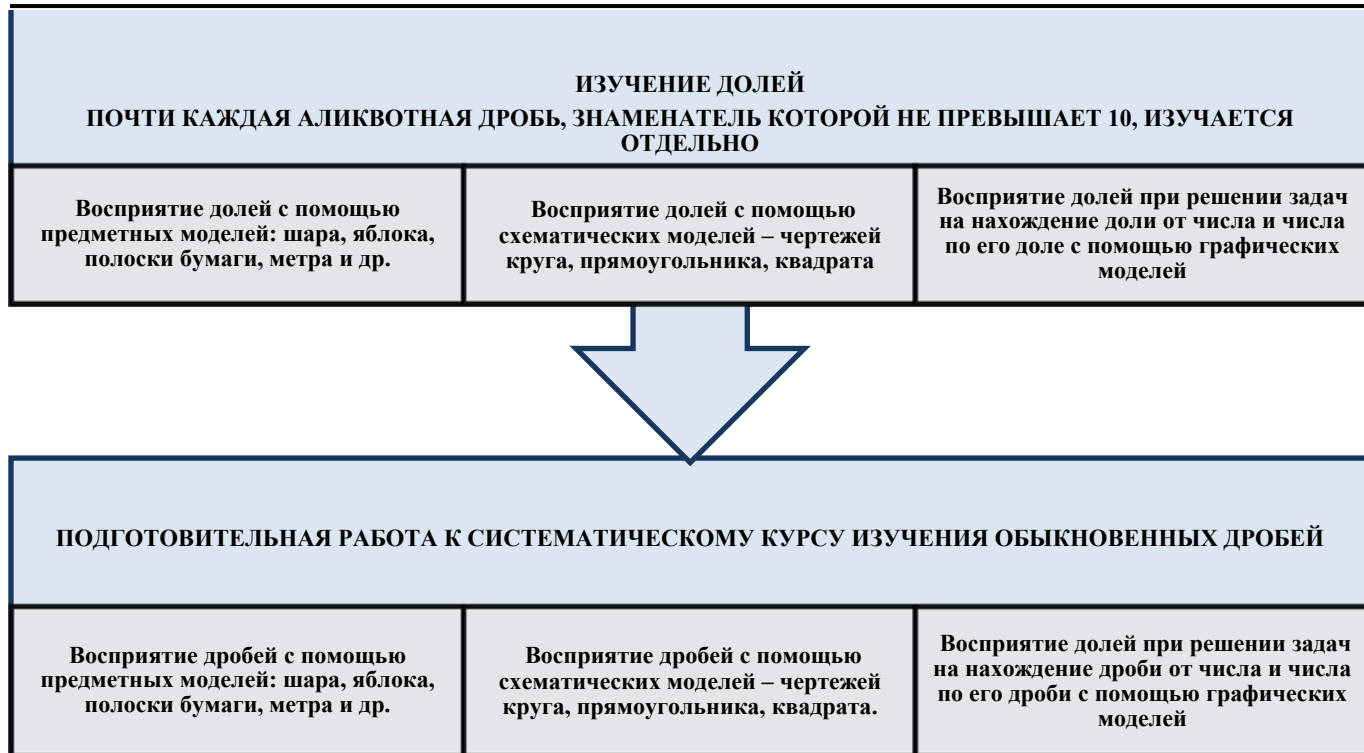 ИЗУЧЕНИЕ ДОЛЕЙ
ПОЧТИ КАЖДАЯ АЛИКВОТНАЯ ДРОБЬ, ЗНАМЕНАТЕЛЬ КОТОРОЙ НЕ ПРЕВЫШАЕТ 10, ИЗУЧАЕТСЯ
ОТДЕЛЬНО
Восприятие долей с помощью
предметных моделей: шара, яблока,
полоски бумаги, метра и др.
Восприятие долей с помощью
схематических моделей – чертежей
круга, прямоугольника, квадрата
Восприятие долей при решении задач
на нахождение доли от числа и числа
по его доле с помощью графических
моделей
ПОДГОТОВИТЕЛЬНАЯ РАБОТА К СИСТЕМАТИЧЕСКОМУ КУРСУ ИЗУЧЕНИЯ ОБЫКНОВЕННЫХ ДРОБЕЙ
Восприятие дробей с помощью
предметных моделей: шара, яблока,
полоски бумаги, метра и др.
Восприятие дробей с помощью
схематических моделей – чертежей
круга, прямоугольника, квадрата.
Восприятие долей при решении задач
на нахождение дроби от числа и числа
по его дроби с помощью графических
моделей